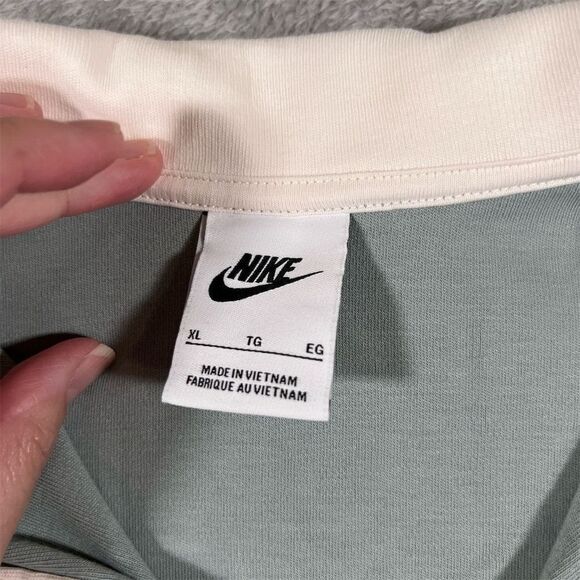 NIKE
XL TG EG
MADE IN VIETNAM
FABRIQUE AU VIETNAM